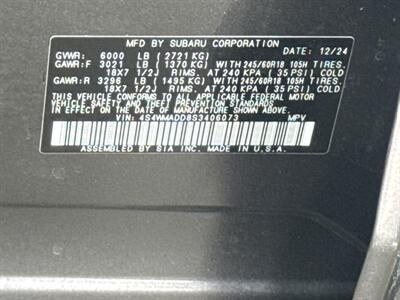 MFD BY SUBARU CORPORATION DATE: 12/24
GVWR: 6000 LB (2721 KG)
GAWR:F 3021 LB (1370 KG) WITH 245/60R18 105H TIRES.
18X7 1/2J RIMS. AT 240 KPA (35 PSI) COLD
GAWR:R 3296 LB (1495 KG) WITH 245/60R18 105H TIRES.
18X7 1/2J RIMS. AT 240 KPA (35 PSI) COLD
THIS VEHICLE CONFORMS TO ALL APPLICABLE FEDERAL MOTOR
VEHICLE SAFETY AND THEFT PREVENTION STANDARDS
IN EFFECT ON THE DATE OF MANUFACTURE SHOWN ABOVE.
VIN: 4S4WMADD8S3406073 MPV
ASSEMBLED BY SIA INC. MADE IN U.S.A.